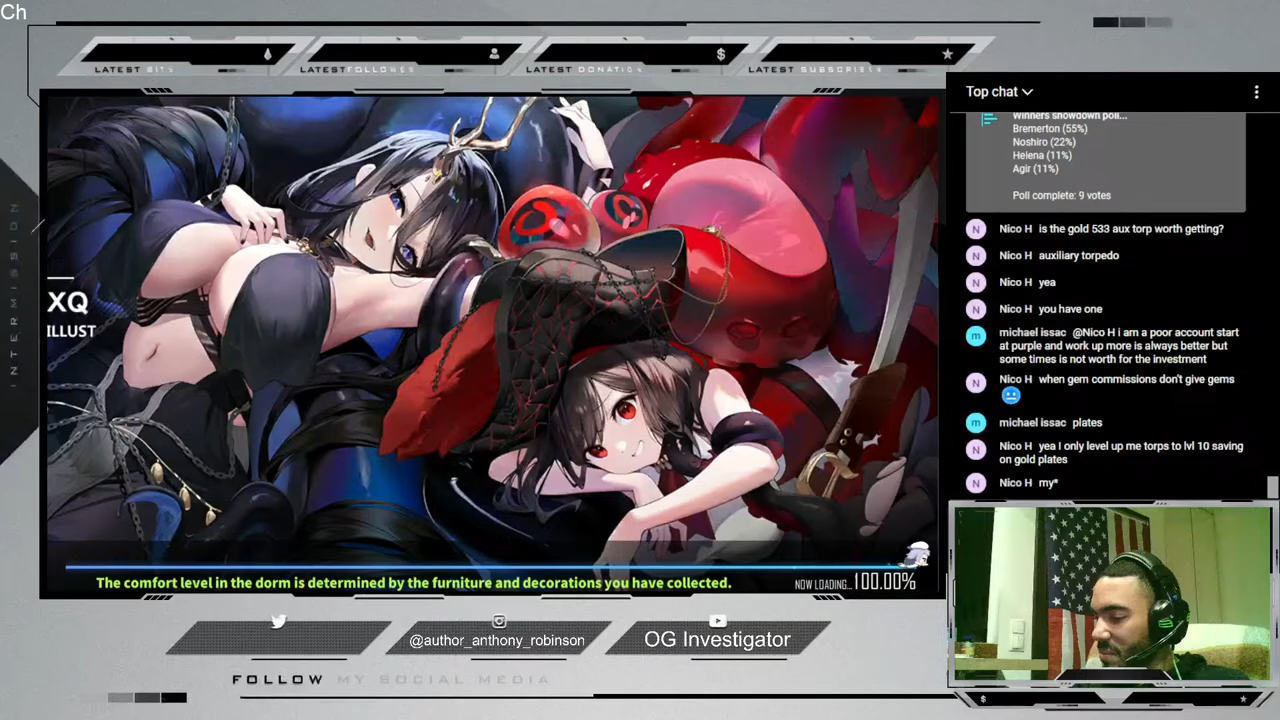 Ch
LATEST BITS
LATEST FOLLOWER
LATEST DONATION
LATEST SUBSCRIBER
Top chat
Winners showdown poll...
Bremerton (55%)
Noshiro (22%)
Helena (11%)
Agir (11%)
Poll complete: 9 votes
Nico H is the gold 533 aux torp worth getting?
Nico H auxiliary torpedo
Nico H yea
Nico H you have one
michael issac @Nico H i am a poor account start
at purple and work up more is always better but
some times is not worth for the investment
Nico H when gem commissions don't give gems
michael issac plates
Nico H yea I only level up me torps to lvl 10 saving
on gold plates
Nico H my*
INTERMISSION
XQ
ILLUST
The comfort level in the dorm is determined by the furniture and decorations you have collected.
NOW LOADING... 100.00%
@author_anthony_robinson
OG Investigator
FOLLOW MY SOCIAL MEDIA